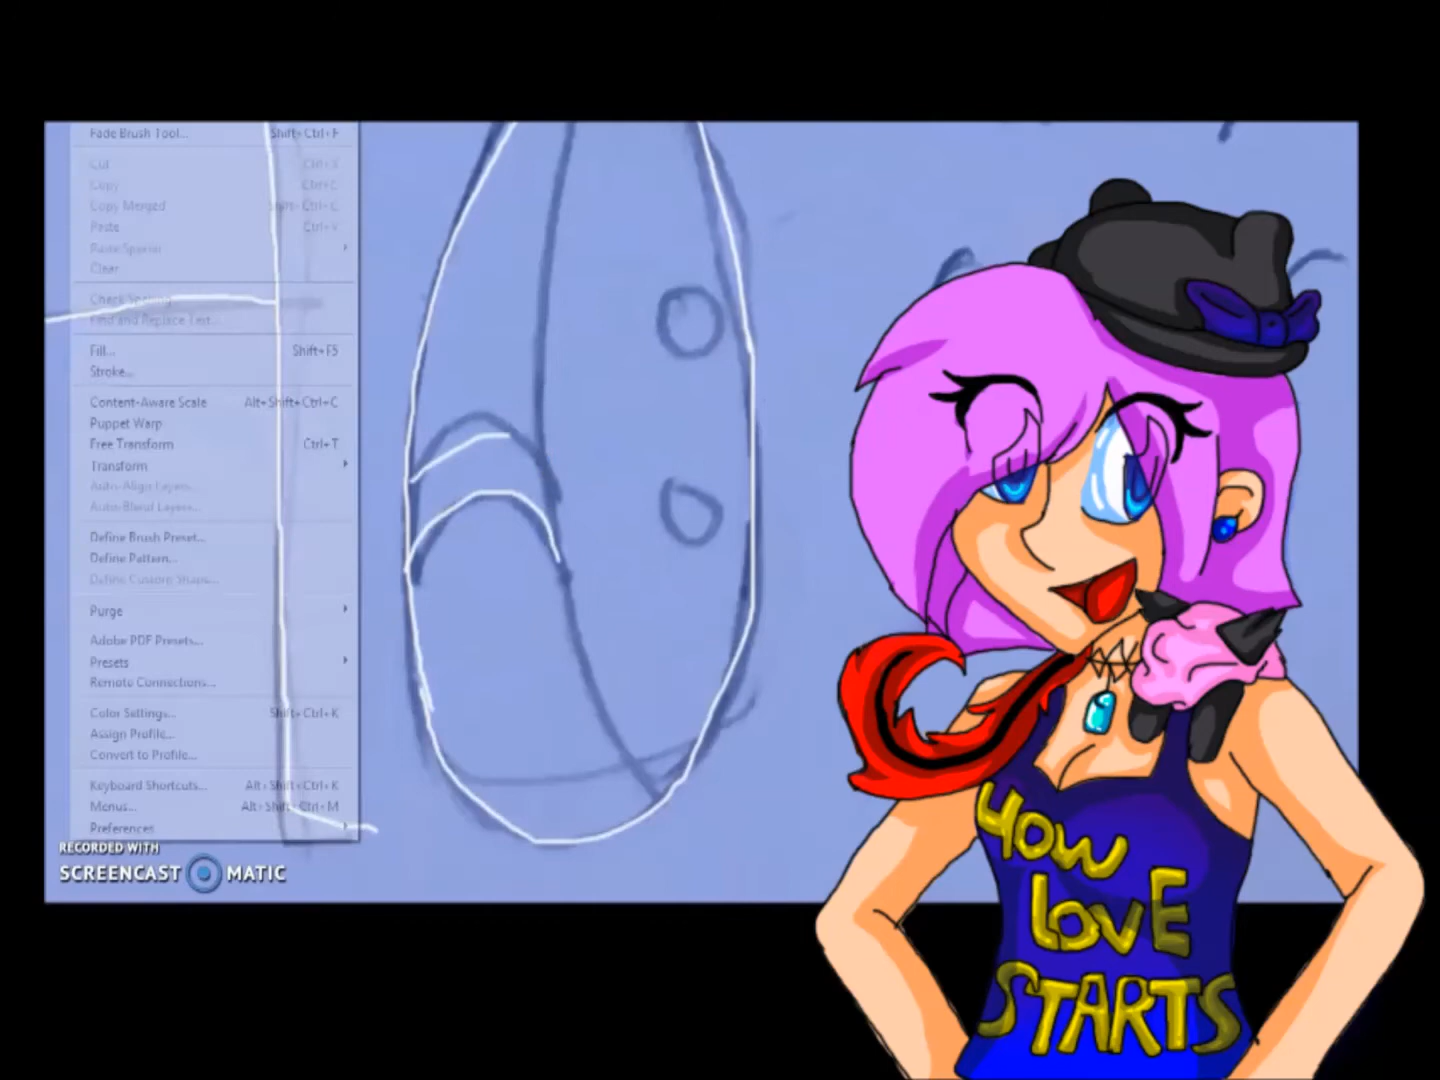 Fade Brush Tool... Shift+Ctrl+F
Cut Ctrl+X
Copy Ctrl+C
Copy Merged Shift+Ctrl+C
Paste Ctrl+V
Paste Special
Clear
Check Spelling...
Find and Replace Text...
Fill... Shift+F5
Stroke...
Content-Aware Scale Alt+Shift+Ctrl+C
Puppet Warp
Free Transform Ctrl+T
Transform
Auto-Align Layers...
Auto-Blend Layers...
Define Brush Preset...
Define Pattern...
Define Custom Shape...
Purge
Adobe PDF Presets...
Presets
Remote Connections...
Color Settings... Shift+Ctrl+K
Assign Profile...
Convert to Profile...
Keyboard Shortcuts... Alt+Shift+Ctrl+K
Menus... Alt+Shift+Ctrl+M
Preferences
RECORDED WITH
SCREENCAST MATIC
HOW
LOVE
STARTS